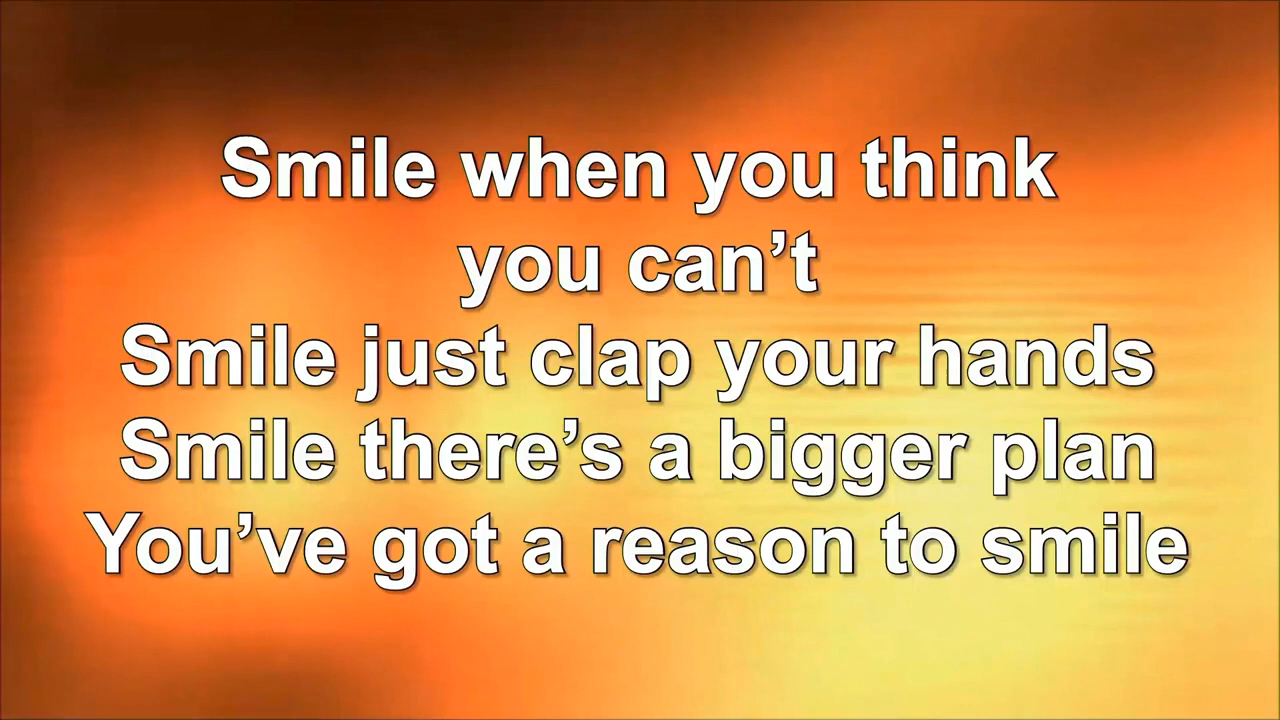 Smile when you think
you can’t
Smile just clap your hands
Smile there’s a bigger plan
You’ve got a reason to smile